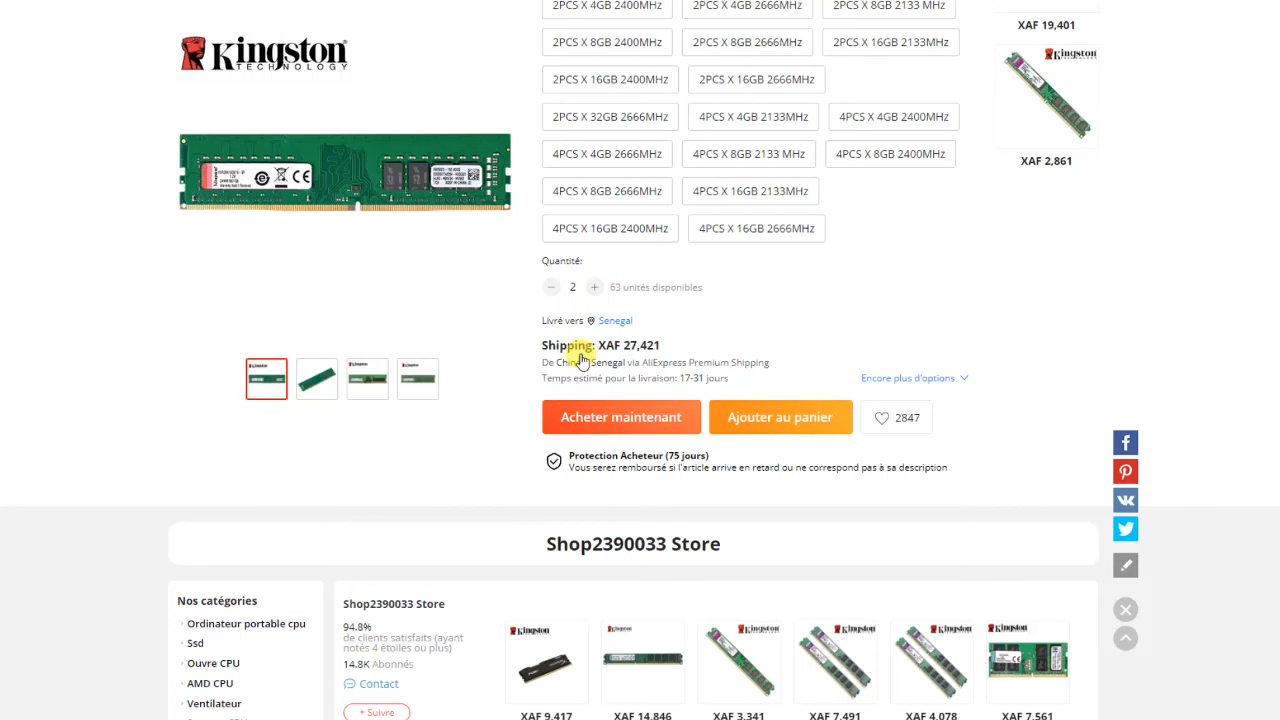 2PCS X 4GB 2400MHz
2PCS X 4GB 2666MHz
2PCS X 8GB 2133 MHz
2PCS X 8GB 2400MHz
2PCS X 8GB 2666MHz
2PCS X 16GB 2133MHz
2PCS X 16GB 2400MHz
2PCS X 16GB 2666MHz
2PCS X 32GB 2666MHz
4PCS X 4GB 2133MHz
4PCS X 4GB 2400MHz
4PCS X 4GB 2666MHz
4PCS X 8GB 2133 MHz
4PCS X 8GB 2400MHz
4PCS X 8GB 2666MHz
4PCS X 16GB 2133MHz
4PCS X 16GB 2400MHz
4PCS X 16GB 2666MHz
Kingston
TECHNOLOGY
XAF 19,401
Kingston
XAF 2,861
Quantité:
2
63 unités disponibles
Livré vers Senegal
Shipping: XAF 27,421
De Senegal via AliExpress Premium Shipping
Temps estimé pour la livraison: 17-31 jours
Encore plus d'options
Acheter maintenant
Ajouter au panier
2847
Protection Acheteur (75 jours)
Vous serez remboursé si l'article arrive en retard ou ne correspond pas à sa description
Shop2390033 Store
Nos catégories
Ordinateur portable cpu
Ssd
Ouvre CPU
AMD CPU
Ventilateur
Shop2390033 Store
94.8%
de clients satisfaits (ayant
notés 4 étoiles ou plus)
14.8K Abonnés
Contact
+ Suivre
Kingston
XAF 9,417
Kingston
XAF 14,846
Kingston
XAF 3,341
Kingston
XAF 7,491
Kingston
XAF 4,078
Kingston
XAF 7,561